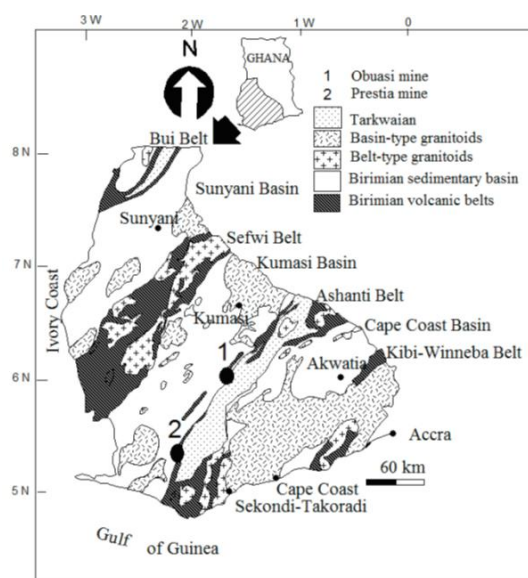 3 W
2 W
1 W
0
N
GHANA
1 Obuasi mine
2 Prestia mine
Tarkwaian
Basin-type granitoids
Belt-type granitoids
Birimian sedimentary basin
Birimian volcanic belts
Bui Belt
8 N
Sunyani Basin
Sunyani
Sefwi Belt
7 N
Kumasi Basin
Ashanti Belt
Kumasi
Cape Coast Basin
Ivory Coast
1
Akwatia
Kibi-Winneba Belt
6 N
2
Accra
60 km
5 N
Cape Coast
Sekondi-Takoradi
Gulf of Guinea